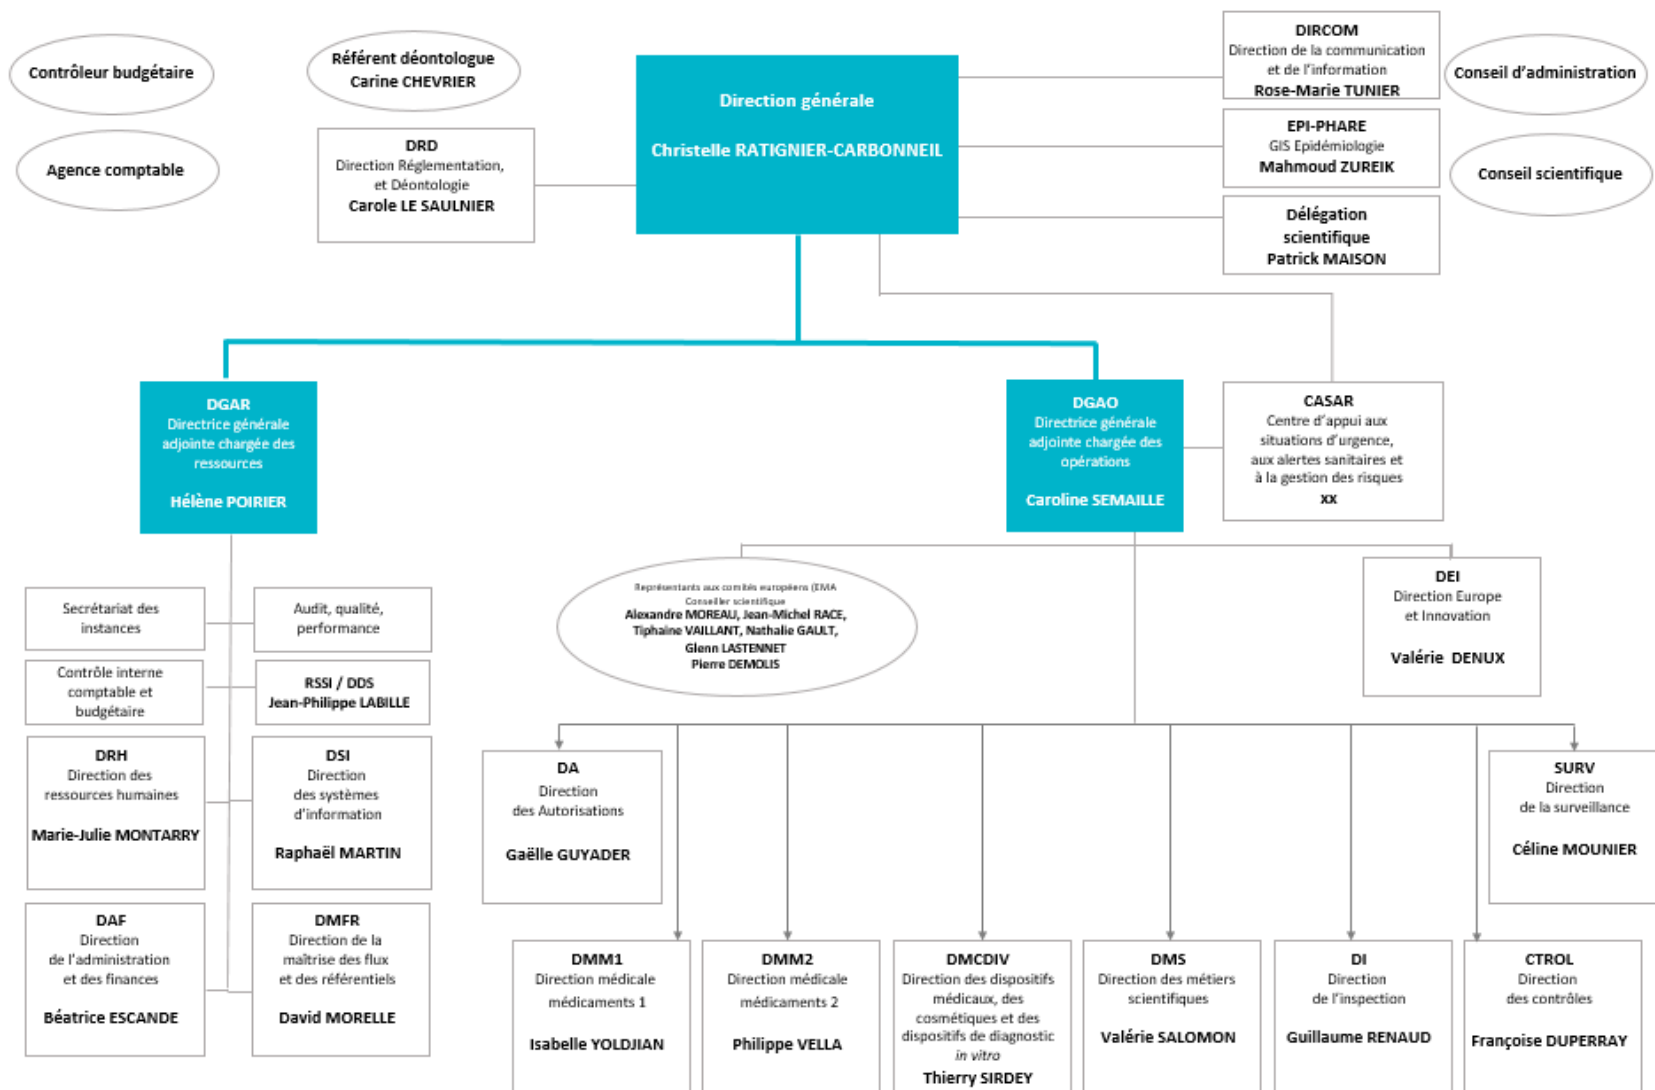 Contrôleur budgétaire
Agence comptable
Référent déontologue
Carine CHEVRIER
DRD
Direction Réglementation,
et Déontologie
Carole LE SAULNIER
Direction générale
Christelle RATIGNIER-CARBONNEIL
DIRCOM
Direction de la communication
et de l'information
Rose-Marie TUNIER
EPI-PHARE
GIS Epidémiologie
Mahmoud ZUREIK
Délégation
scientifique
Patrick MAISON
Conseil d'administration
Conseil scientifique
DGAR
Directrice générale
adjointe chargée des
ressources
Hélène POIRIER
DGAO
Directrice générale
adjointe chargée des
opérations
Caroline SEMAILLE
CASAR
Centre d'appui aux
situations d'urgence,
aux alertes sanitaires et
à la gestion des risques
xx
Secrétariat des
instances
Audit, qualité,
performance
Contrôle interne
comptable et
budgétaire
RSSI / DDS
Jean-Philippe LABILLE
DRH
Direction des
ressources humaines
Marie-Julie MONTARRY
DSI
Direction
des systèmes
d'information
Raphaël MARTIN
DAF
Direction
de l'administration
et des finances
Béatrice ESCANDE
DMFR
Direction de la
maîtrise des flux
et des référentiels
David MORELLE
Représentants aux comités européens (EMA
Conseiller scientifique
Alexandre MOREAU, Jean-Michel RACE,
Tiphaine VAILLANT, Nathalie GAULT,
Glenn LASTENNET
Pierre DEMOLIS
DEI
Direction Europe
et Innovation
Valérie DENUX
DA
Direction
des Autorisations
Gaëlle GUYADER
SURV
Direction
de la surveillance
Céline MOUNIER
DMM1
Direction médicale
médicaments 1
Isabelle YOLDJIAN
DMM2
Direction médicale
médicaments 2
Philippe VELLA
DMCDIV
Direction des dispositifs
médicaux, des
cosmétiques et des
dispositifs de diagnostic
in vitro
Thierry SIRDEY
DMS
Direction des métiers
scientifiques
Valérie SALOMON
DI
Direction
de l'inspection
Guillaume RENAUD
CTROL
Direction
des contrôles
Françoise DUPERRAY